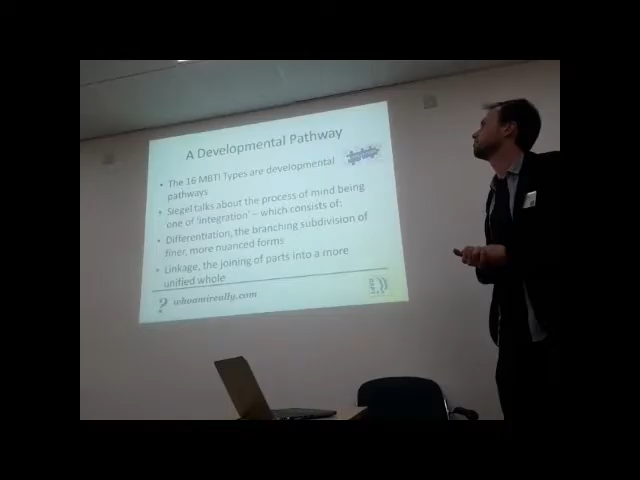 A Developmental Pathway
• The 16 MBTI Types are developmental
pathways
• Siegel talks about the process of mind being
one of 'integration' – which consists of:
• Differentiation, the branching subdivision of
finer, more nuanced forms
• Linkage, the joining of parts into a more
unified whole
? whoomireally.com